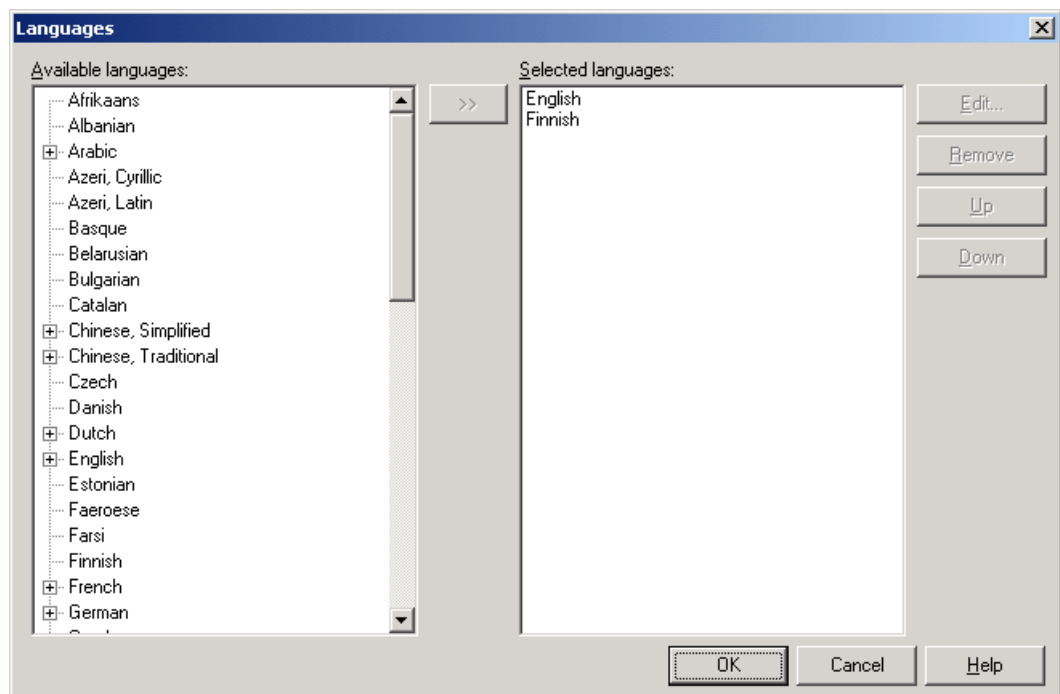 Languages
Available languages:
Afrikaans
Albanian
Arabic
Azeri, Cyrillic
Azeri, Latin
Basque
Belarusian
Bulgarian
Catalan
Chinese, Simplified
Chinese, Traditional
Czech
Danish
Dutch
English
Estonian
Faeroese
Farsi
Finnish
French
German
>>
Selected languages:
English
Finnish
Edit...
Remove
Up
Down
OK
Cancel
Help